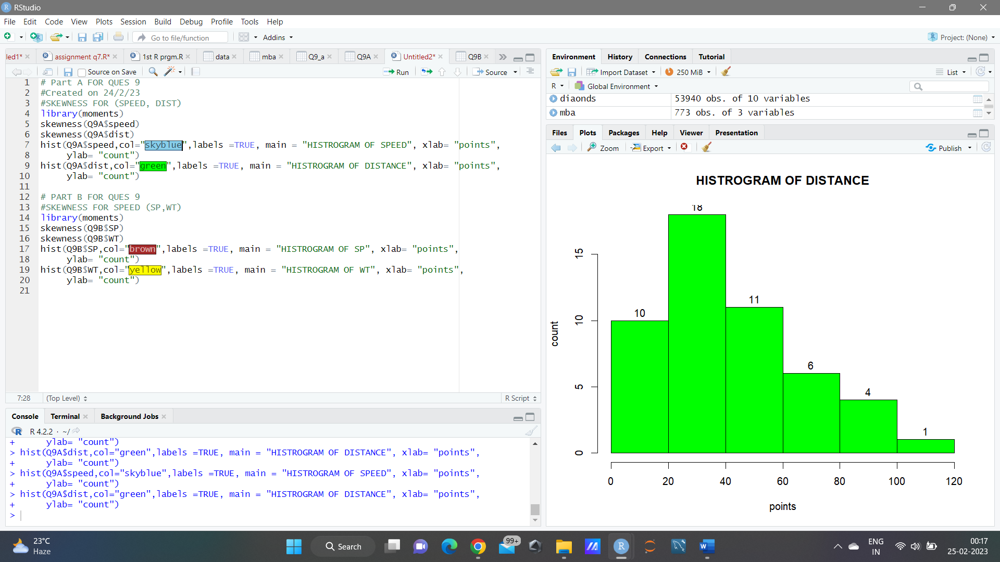 RStudio
File Edit Code View Plots Session Build Debug Profile Tools Help
Go to file/function Addins Project: (None)
led1* assignment q7.R* 1st R prgm.R data mba Q9_a Q9A Untitled2* Q9B
Source on Save Run Source
1 # Part A FOR QUES 9
2 #Created on 24/2/23
3 #SKEWNESS FOR (SPEED, DIST)
4 library(moments)
5 skewness(Q9A$speed)
6 skewness(Q9A$dist)
7 hist(Q9A$speed,col="skyblue",labels =TRUE, main = "HISTROGRAM OF SPEED", xlab= "points",
8 ylab= "count")
9 hist(Q9A$dist,col="green",labels =TRUE, main = "HISTROGRAM OF DISTANCE", xlab= "points",
10 ylab= "count")
11
12 # PART B FOR QUES 9
13 #SKEWNESS FOR SPEED (SP,WT)
14 library(moments)
15 skewness(Q9B$SP)
16 skewness(Q9B$WT)
17 hist(Q9B$SP,col="brown",labels =TRUE, main = "HISTROGRAM OF SP", xlab= "points",
18 ylab= "count")
19 hist(Q9B$WT,col="yellow",labels =TRUE, main = "HISTROGRAM OF WT", xlab= "points",
20 ylab= "count")
21
7:28 (Top Level) R Script
Console Terminal Background Jobs
R 4.2.2 · ~/
+ ylab= "count")
> hist(Q9A$dist,col="green",labels =TRUE, main = "HISTROGRAM OF DISTANCE", xlab= "points",
+ ylab= "count")
> hist(Q9A$speed,col="skyblue",labels =TRUE, main = "HISTROGRAM OF SPEED", xlab= "points",
+ ylab= "count")
> hist(Q9A$dist,col="green",labels =TRUE, main = "HISTROGRAM OF DISTANCE", xlab= "points",
+ ylab= "count")
>
Environment History Connections Tutorial
Import Dataset 250 MiB List
R Global Environment
diaonds 53940 obs. of 10 variables
mba 773 obs. of 3 variables
Files Plots Packages Help Viewer Presentation
Zoom Export Publish
HISTROGRAM OF DISTANCE
18
11
10
6
4
1
count
15
10
5
0
0 20 40 60 80 100 120
points
23°C
Haze
Search
99+
ENG
IN
00:17
25-02-2023